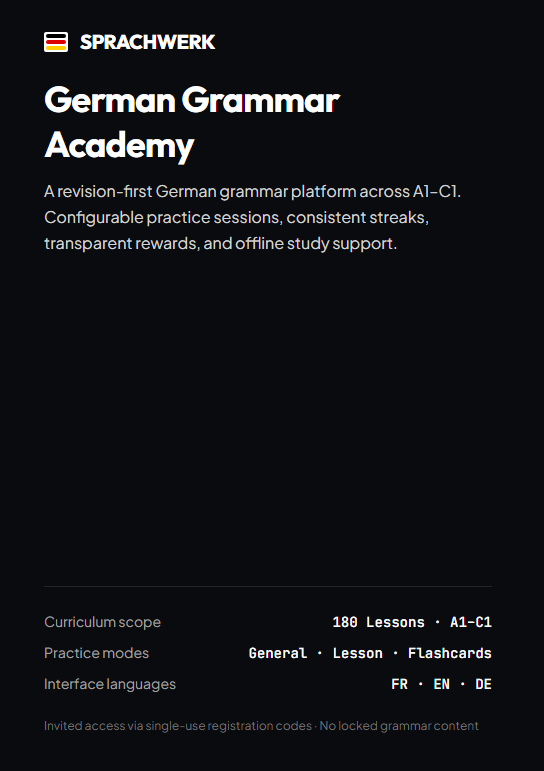 SPRACHWERK
German Grammar
Academy
A revision-first German grammar platform across A1–C1.
Configurable practice sessions, consistent streaks,
transparent rewards, and offline study support.
Curriculum scope 180 Lessons · A1–C1
Practice modes General · Lesson · Flashcards
Interface languages FR · EN · DE
Invited access via single-use registration codes · No locked grammar content